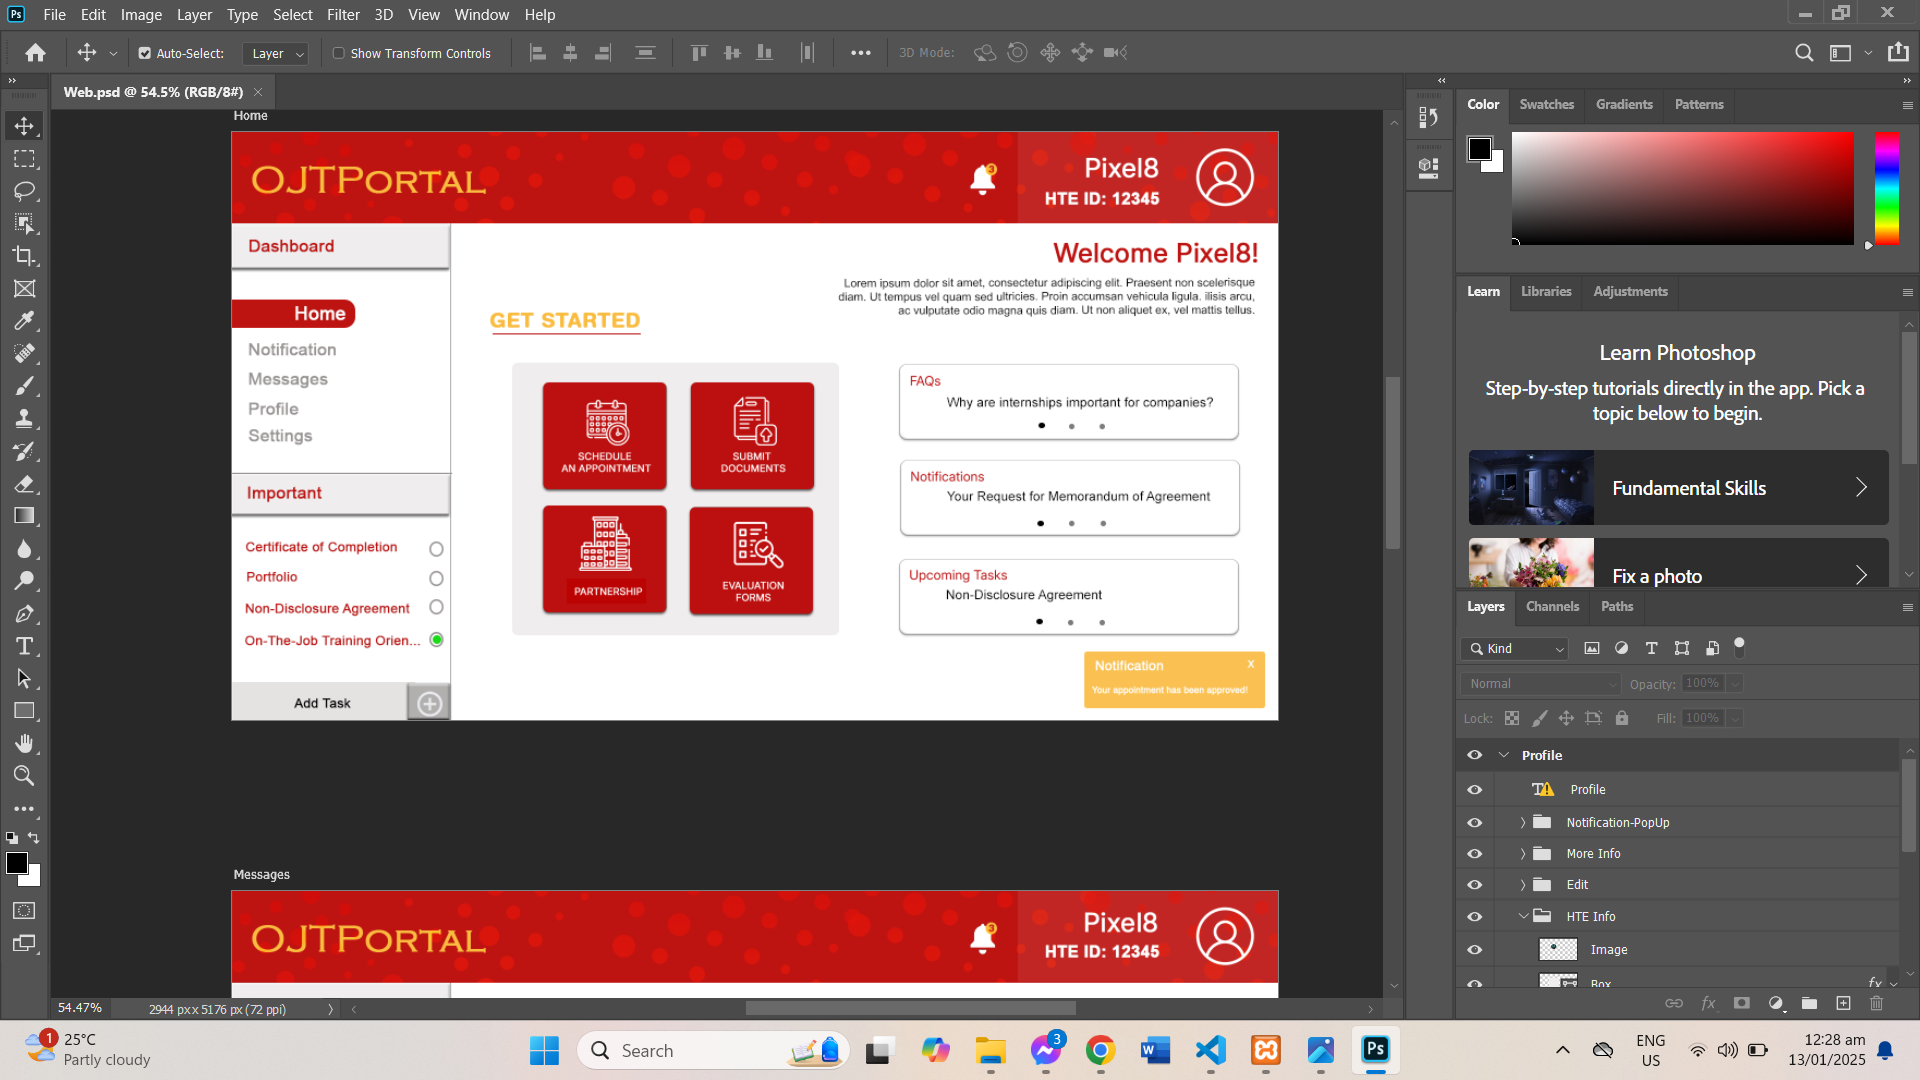 Ps File Edit Image Layer Type Select Filter 3D View Window Help
Auto-Select: Layer Show Transform Controls 3D Mode:
Web.psd @ 54.5% (RGB/8#)
Home
OJTPORTAL
3
Pixel8
HTE ID: 12345
Dashboard
Home
Notification
Messages
Profile
Settings
Important
Certificate of Completion
Portfolio
Non-Disclosure Agreement
On-The-Job Training Orien...
Add Task
Welcome Pixel8!
Lorem ipsum dolor sit amet, consectetur adipiscing elit. Praesent non scelerisque
diam. Ut tempus vel quam sed ultricies. Proin accumsan vehicula ligula. ilisis arcu,
ac vulputate odio magna quis diam. Ut non aliquet ex, vel mattis tellus.
GET STARTED
SCHEDULE
AN APPOINTMENT
SUBMIT
DOCUMENTS
PARTNERSHIP
EVALUATION
FORMS
FAQs
Why are internships important for companies?
Notifications
Your Request for Memorandum of Agreement
Upcoming Tasks
Non-Disclosure Agreement
Notification X
Your appointment has been approved!
Messages
OJTPORTAL
3
Pixel8
HTE ID: 12345
54.47% 2944 px x 5176 px (72 ppi)
Color Swatches Gradients Patterns
Learn Libraries Adjustments
Learn Photoshop
Step-by-step tutorials directly in the app. Pick a
topic below to begin.
Fundamental Skills
Fix a photo
Layers Channels Paths
Kind
Normal Opacity: 100%
Lock: Fill: 100%
Profile
Profile
Notification-PopUp
More Info
Edit
HTE Info
Image
Box fx
fx
1
25°C
Partly cloudy
Search
3
Ps
ENG
US
12:28 am
13/01/2025